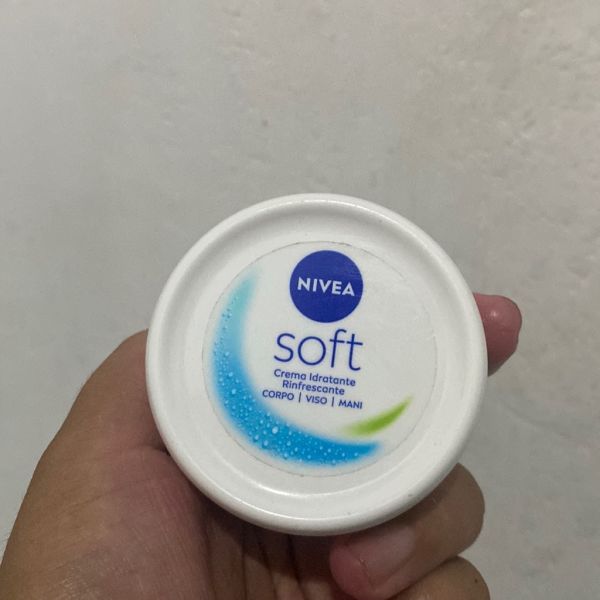 NIVEA
soft
Crema Idratante
Rinfrescante
CORPO | VISO | MANI